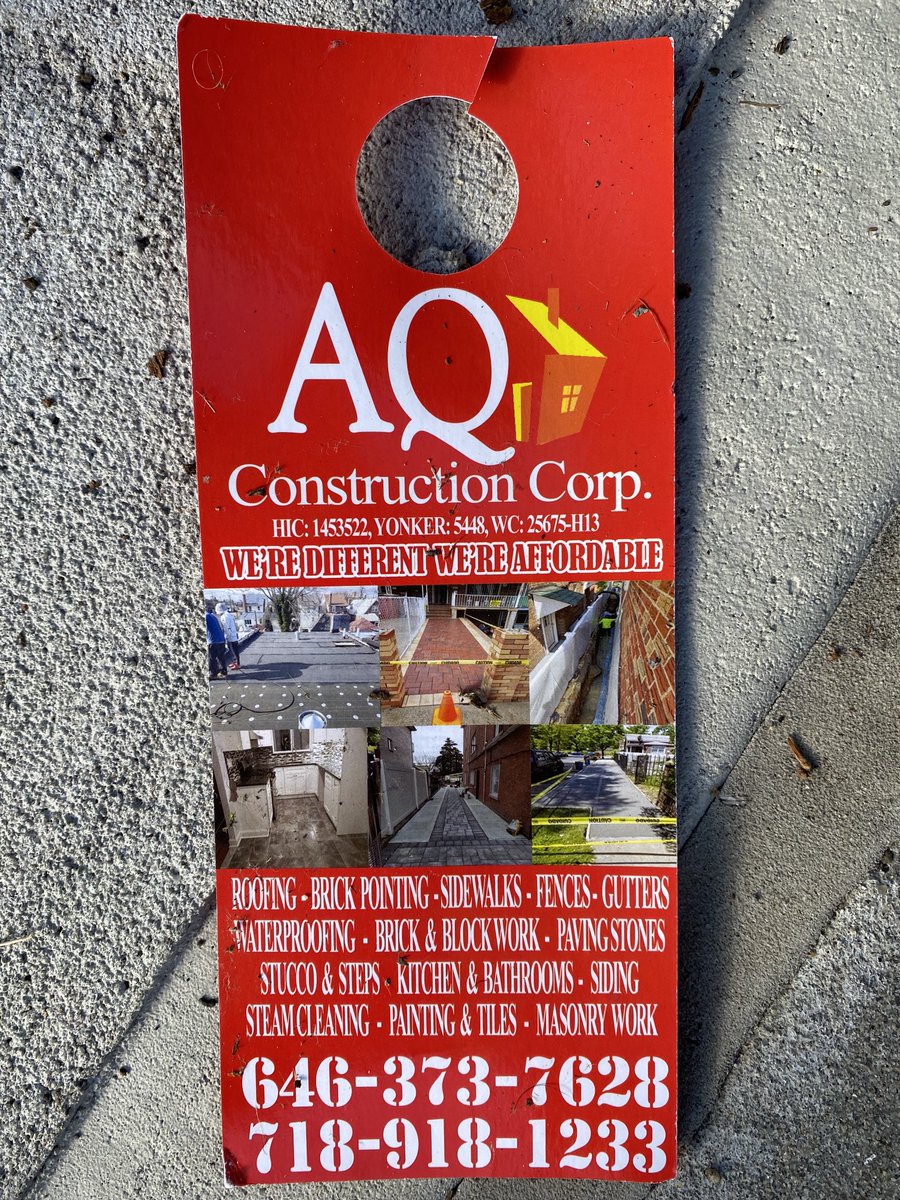 AQ
Construction Corp.
HIC: 1453522, YONKER: 5448, WC: 25675-H13
WE'RE DIFFERENT WE'RE AFFORDABLE
ROOFING - BRICK POINTING - SIDEWALKS - FENCES - GUTTERS
WATERPROOFING - BRICK & BLOCK WORK - PAVING STONES
STUCCO & STEPS - KITCHEN & BATHROOMS - SIDING
STEAM CLEANING - PAINTING & TILES - MASONRY WORK
646-373-7628
718-918-1233